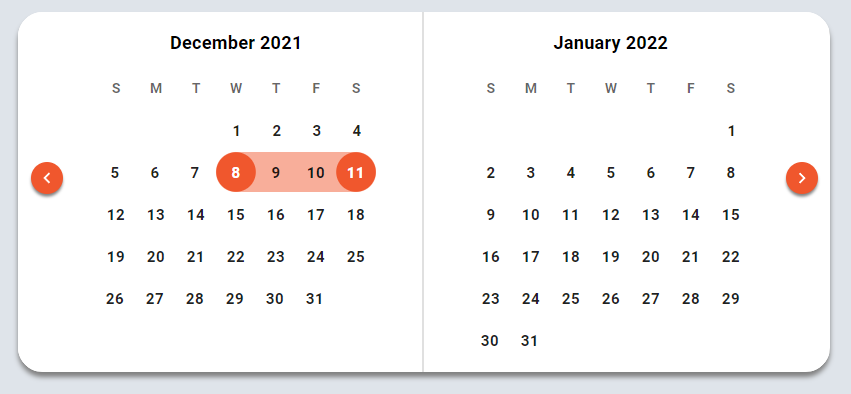 December 2021
S M T W T F S
1 2 3 4
5 6 7 8 9 10 11
12 13 14 15 16 17 18
19 20 21 22 23 24 25
26 27 28 29 30 31
January 2022
S M T W T F S
1
2 3 4 5 6 7 8
9 10 11 12 13 14 15
16 17 18 19 20 21 22
23 24 25 26 27 28 29
30 31